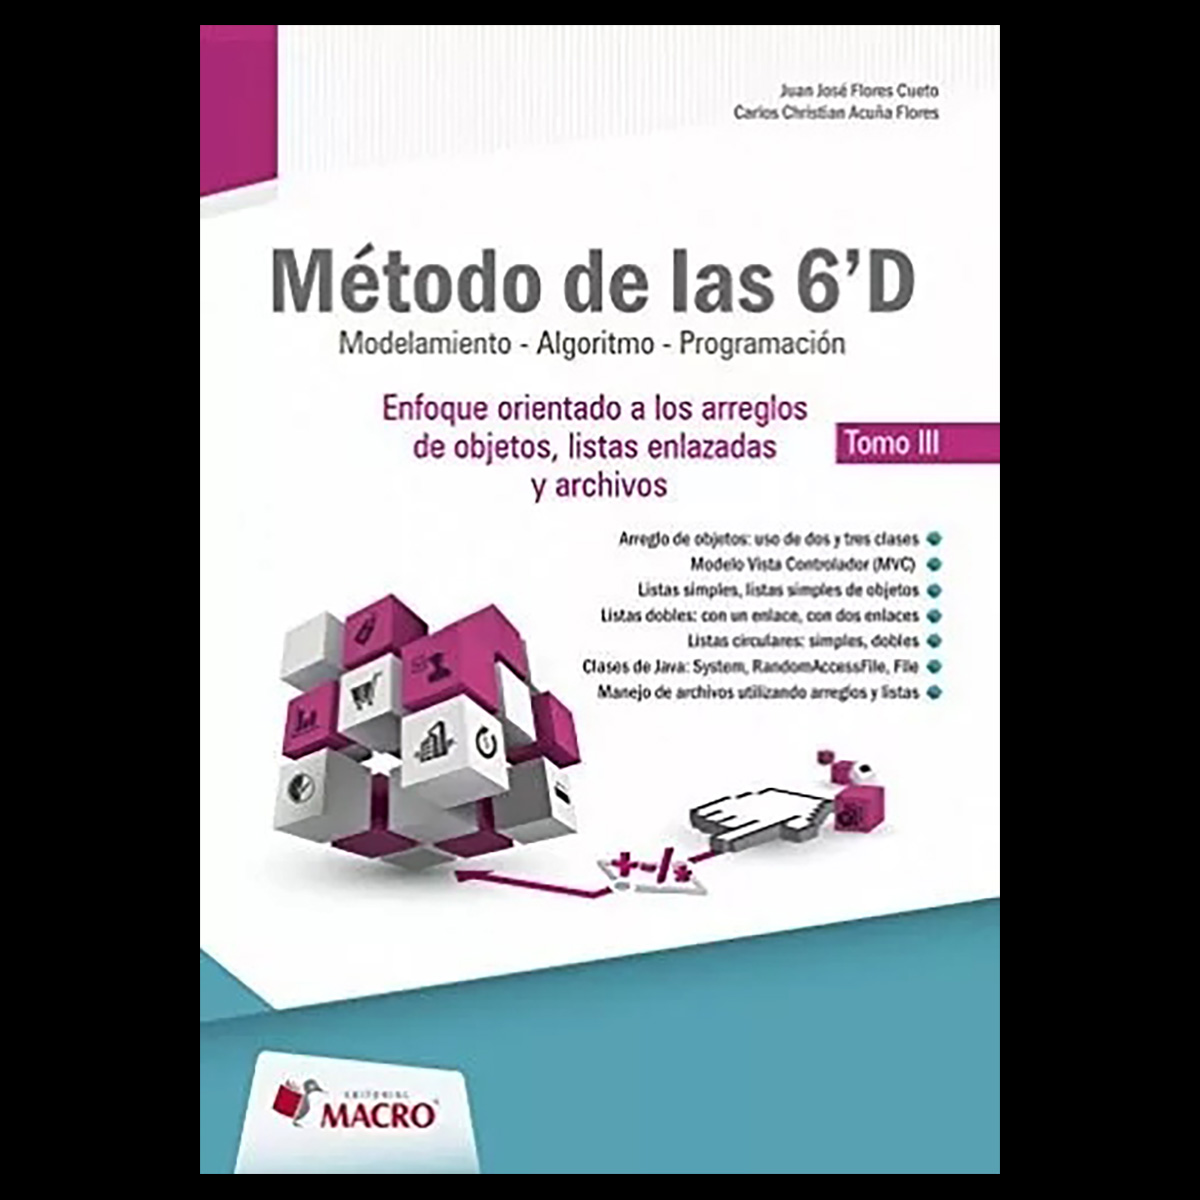 Juan José Flores Cueto
Carlos Christian Acuña Flores
Método de las 6’D
Modelamiento - Algoritmo - Programación
Enfoque orientado a los arreglos
de objetos, listas enlazadas
y archivos
Tomo III
Arreglo de objetos: uso de dos y tres clases
Modelo Vista Controlador (MVC)
Listas simples, listas simples de objetos
Listas dobles: con un enlace, con dos enlaces
Listas circulares: simples, dobles
Clases de Java: System, RandomAccessFile, File
Manejo de archivos utilizando arreglos y listas
EDITORIAL
MACRO